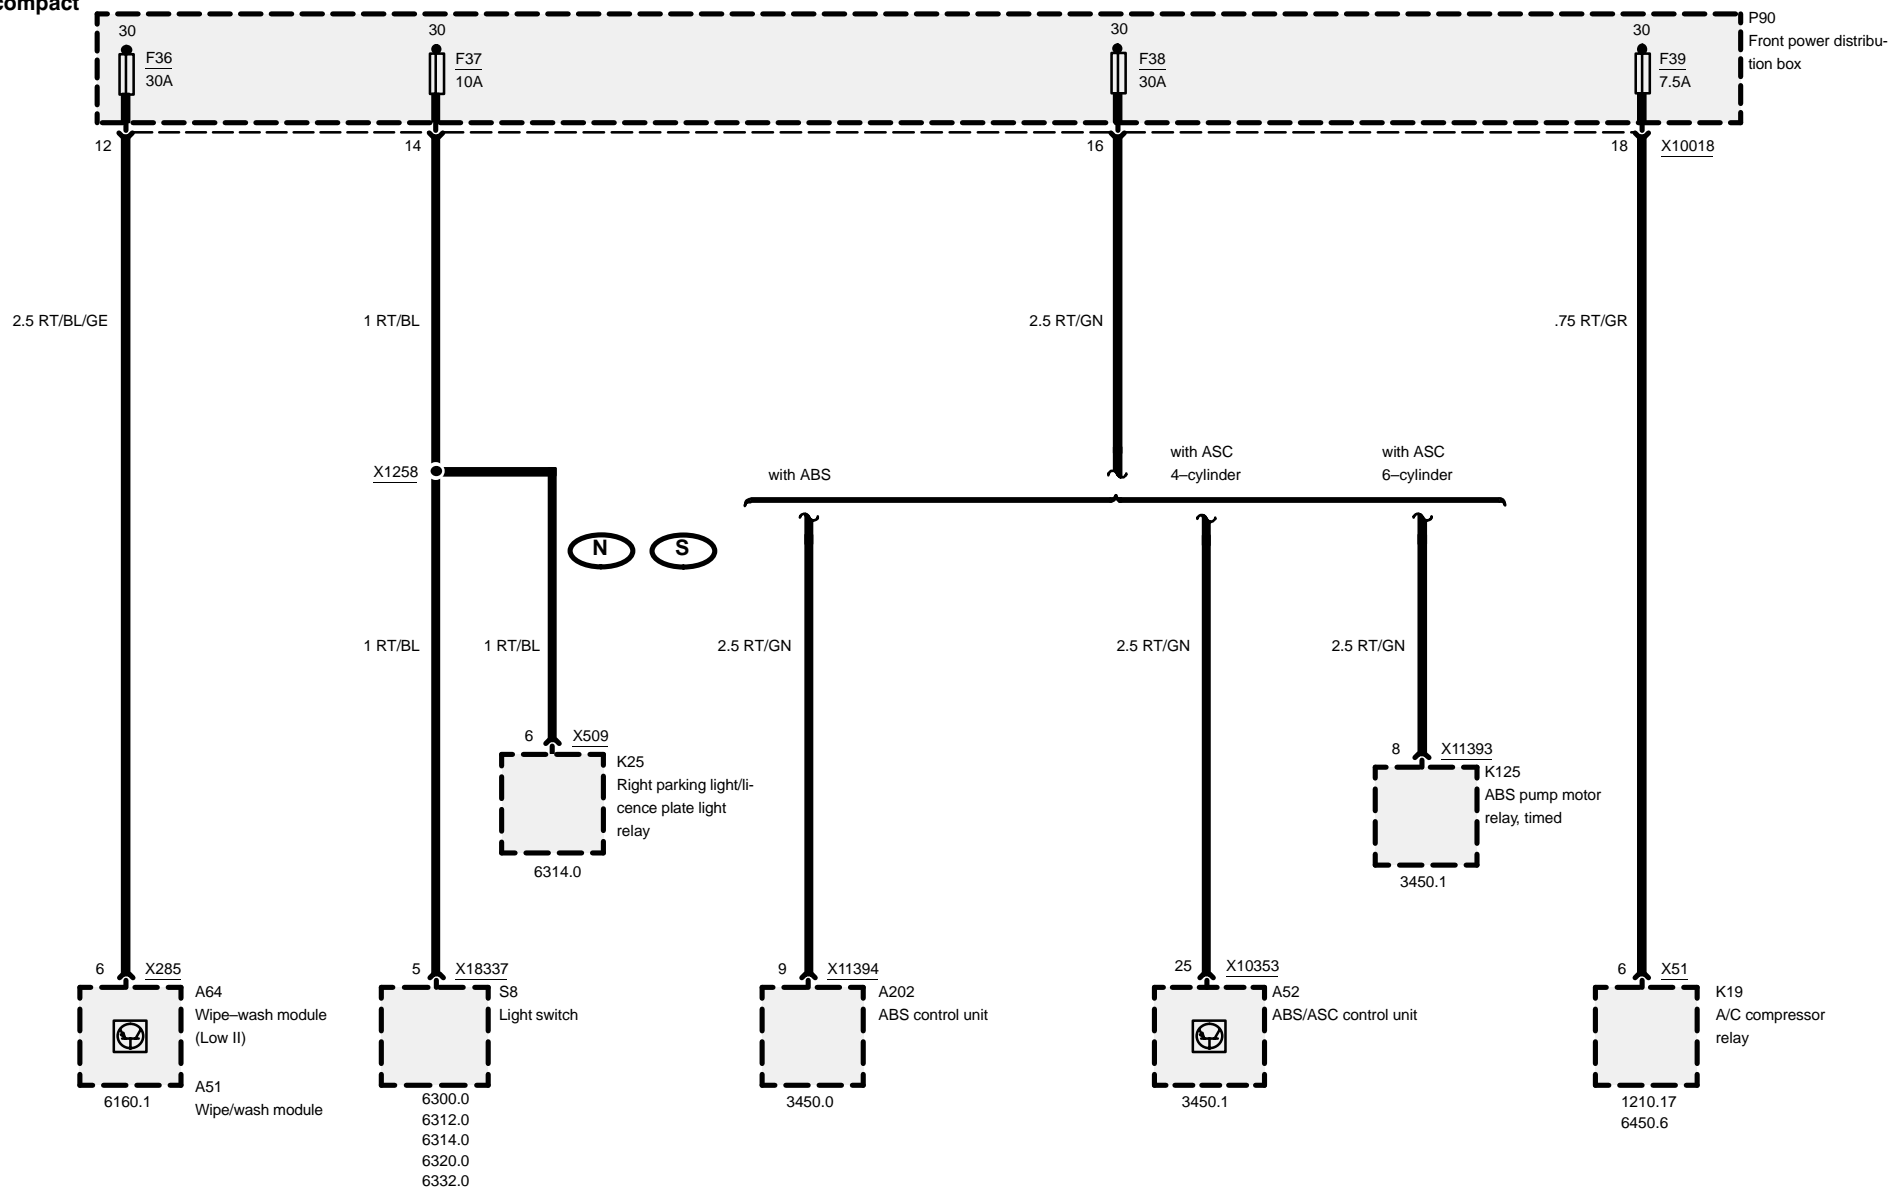 compact
P90
Front power distribu-
tion box
30
F36
30A
30
F37
10A
30
F38
30A
30
F39
7.5A
12
14
16
18
X10018
2.5 RT/BL/GE
1 RT/BL
2.5 RT/GN
.75 RT/GR
X1258
with ABS
with ASC
4–cylinder
with ASC
6–cylinder
N
S
1 RT/BL
1 RT/BL
2.5 RT/GN
2.5 RT/GN
2.5 RT/GN
6
X509
K25
Right parking light/li-
cence plate light
relay
6314.0
8
X11393
K125
ABS pump motor
relay, timed
3450.1
6
X285
A64
Wipe–wash module
(Low II)
A51
Wipe/wash module
6160.1
5
X18337
S8
Light switch
6300.0
6312.0
6314.0
6320.0
6332.0
9
X11394
A202
ABS control unit
3450.0
25
X10353
A52
ABS/ASC control unit
3450.1
6
X51
K19
A/C compressor
relay
1210.17
6450.6